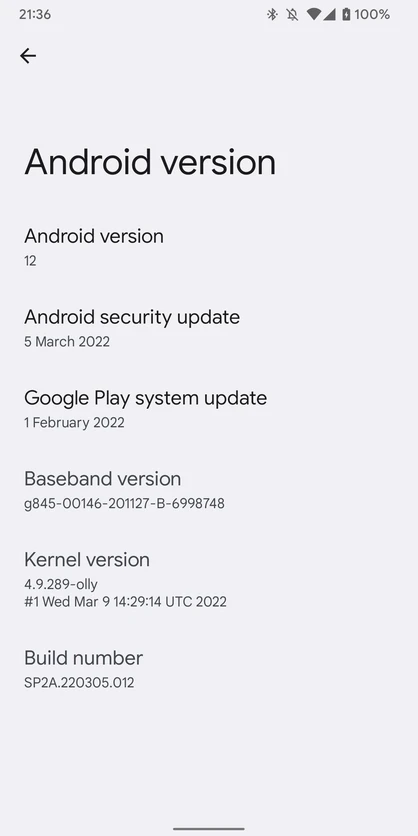 21:36
100%
Android version
Android version
12
Android security update
5 March 2022
Google Play system update
1 February 2022
Baseband version
g845-00146-201127-B-6998748
Kernel version
4.9.289-olly
#1 Wed Mar 9 14:29:14 UTC 2022
Build number
SP2A.220305.012